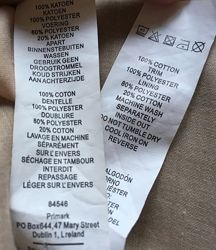 100% KATOEN
KATOEN
100% POLYESTER
VOERING
80% POLYESTER
20% KATOEN
APART
BINNENSTEBUITEN
WASSEN
GEBRUIK GEEN
DROOGTROMMEL
KOUD STRIJKEN
AAN ACHTERZIJDE
100% COTON
DENTELLE
100% POLYESTER
DOUBLURE
80% POLYESTER
20% COTON
LAVAGE EN MACHINE
SÉPARÉMENT
SUR L'ENVERS
SÉCHAGE EN TAMBOUR
INTERDIT
REPASSAGE
LÉGER SUR L'ENVERS
84546
Primark
PO Box644,47 Mary Street
Dublin 1, Lreland
100% COTTON
TRIM
100% POLYESTER
LINING
80% POLYESTER
20% COTTON
MACHINE WASH
SEPARATELY
INSIDE OUT
DO NOT TUMBLE DRY
COOL IRON ON
REVERSE
ALGODÓN